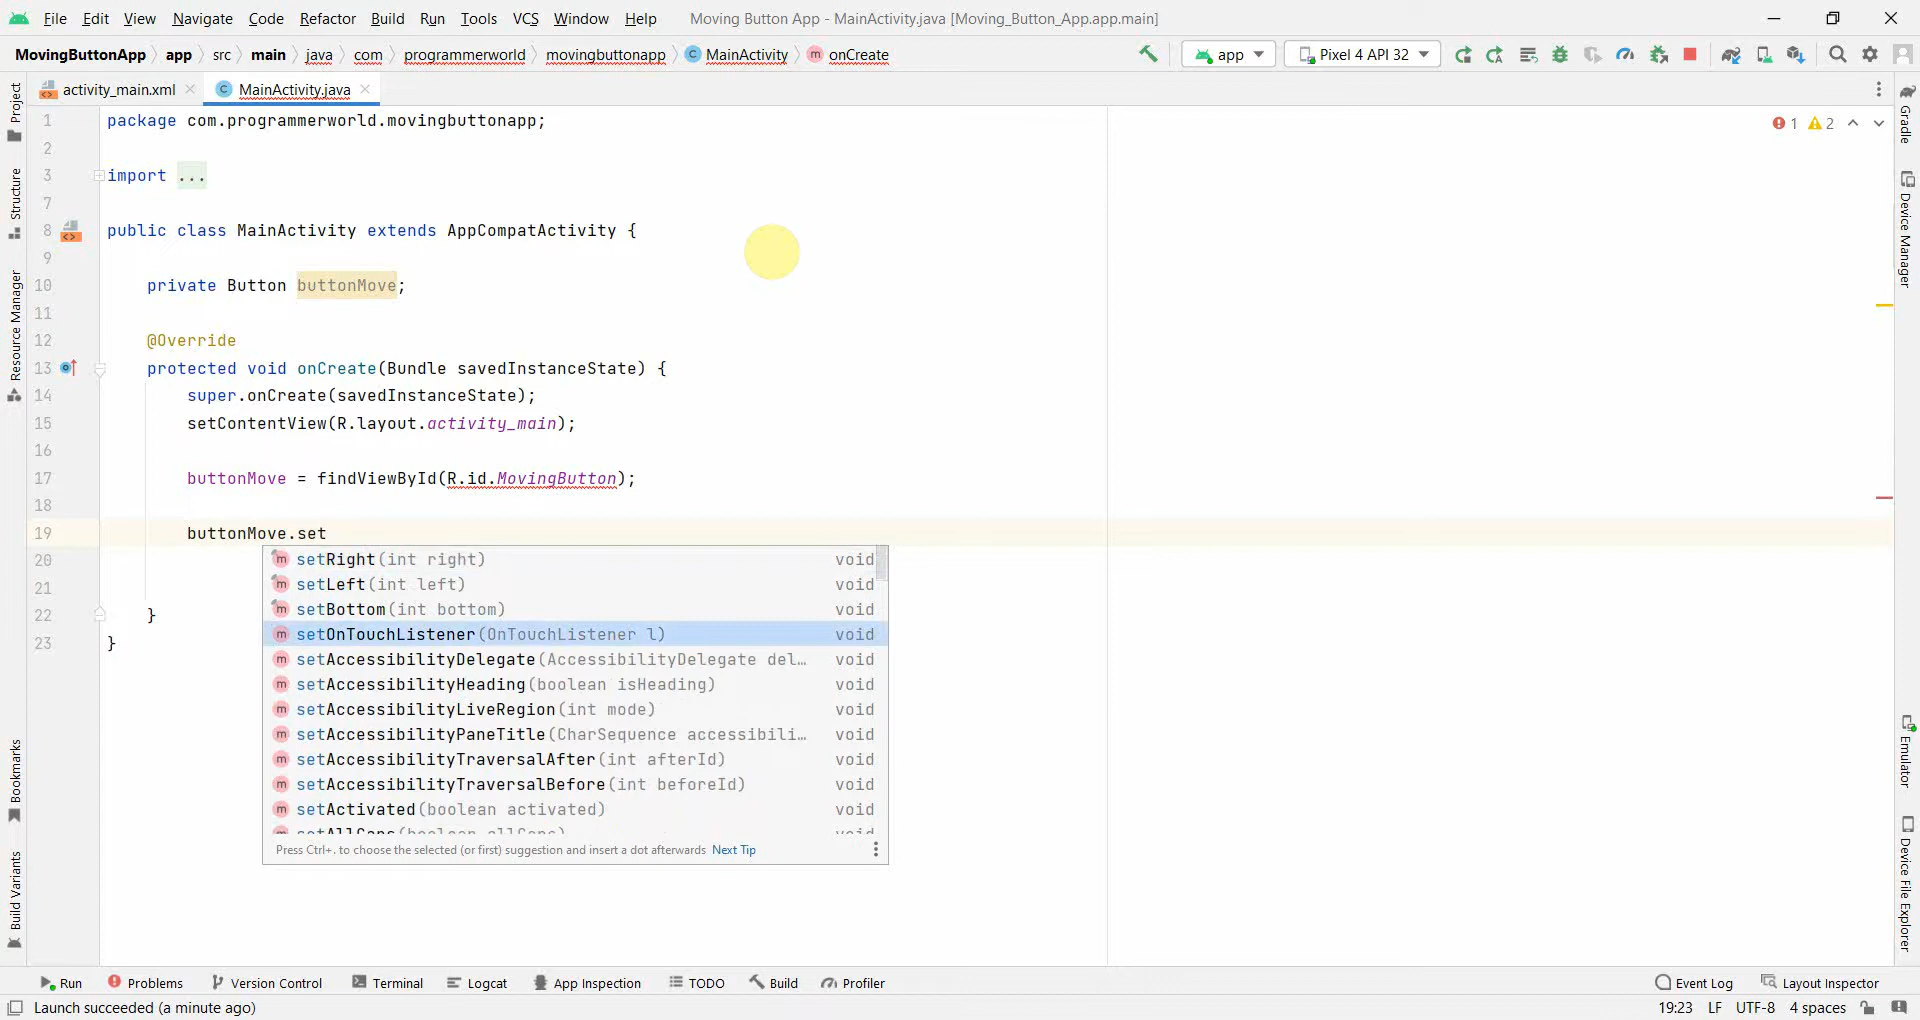 File Edit View Navigate Code Refactor Build Run Tools VCS Window Help Moving Button App - MainActivity.java [Moving_Button_App.app.main]
MovingButtonApp app src main java com programmerworld movingbuttonapp C MainActivity m onCreate app Pixel 4 API 32
activity_main.xml C MainActivity.java
Project
Structure
Resource Manager
Bookmarks
Build Variants
1 package com.programmerworld.movingbuttonapp; 1 2
2
3 import ...
7
8 public class MainActivity extends AppCompatActivity {
9
10 private Button buttonMove;
11
12 @Override
13 protected void onCreate(Bundle savedInstanceState) {
14 super.onCreate(savedInstanceState);
15 setContentView(R.layout.activity_main);
16
17 buttonMove = findViewById(R.id.MovingButton);
18
19 buttonMove.set
20
21
22 }
23 }
m setRight(int right) void
m setLeft(int left) void
m setBottom(int bottom) void
m setOnTouchListener(OnTouchListener l) void
m setAccessibilityDelegate(AccessibilityDelegate del… void
m setAccessibilityHeading(boolean isHeading) void
m setAccessibilityLiveRegion(int mode) void
m setAccessibilityPaneTitle(CharSequence accessibili… void
m setAccessibilityTraversalAfter(int afterId) void
m setAccessibilityTraversalBefore(int beforeId) void
m setActivated(boolean activated) void
m setAllCaps(boolean allCaps) void
Press Ctrl+. to choose the selected (or first) suggestion and insert a dot afterwards Next Tip
Gradle
Device Manager
Emulator
Device File Explorer
Run Problems Version Control Terminal Logcat App Inspection TODO Build Profiler Event Log Layout Inspector
Launch succeeded (a minute ago) 19:23 LF UTF-8 4 spaces